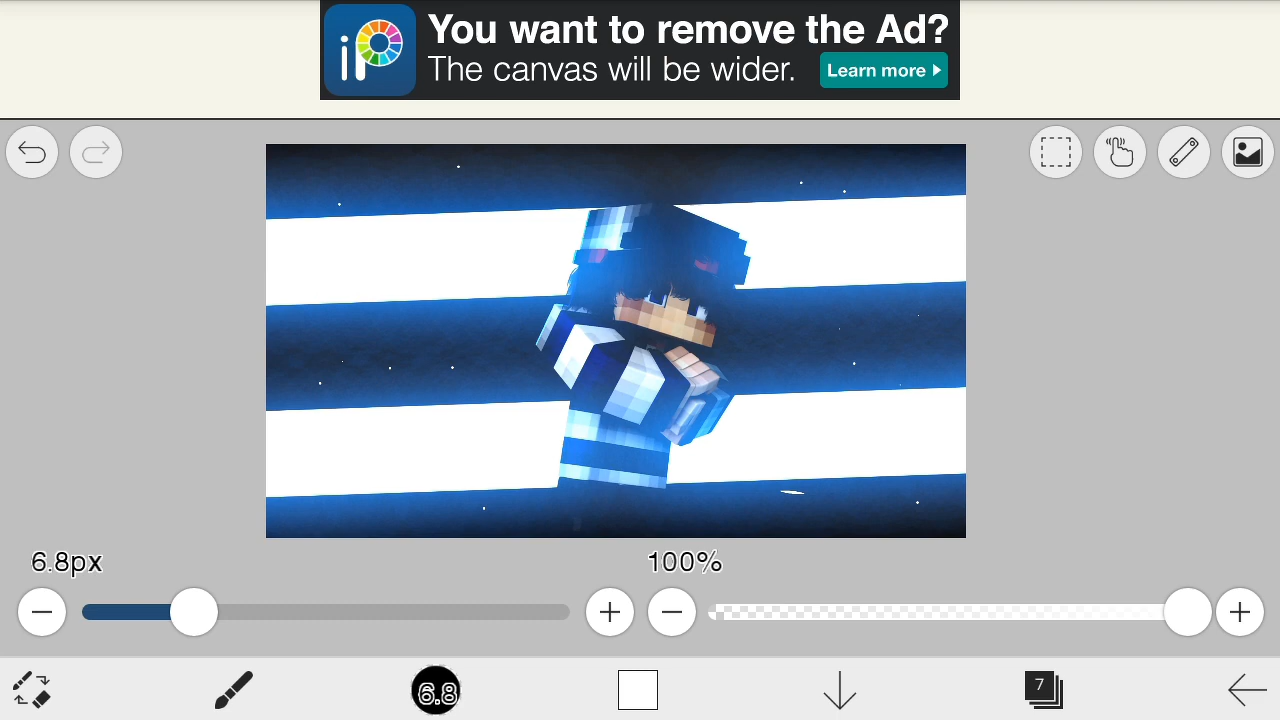 iP
You want to remove the Ad?
The canvas will be wider.
Learn more
6.8px
100%
6.8
7